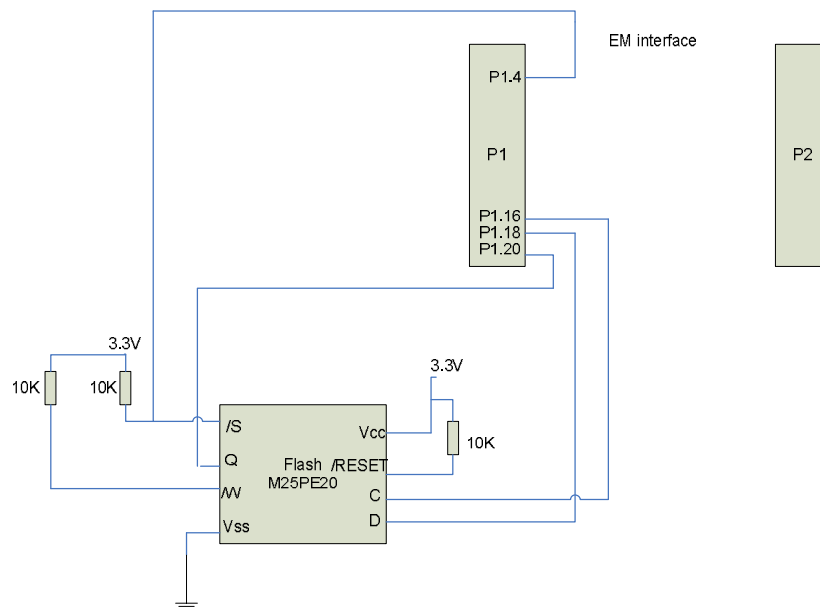 EM interface
P1.4
P1
P2
P1.16
P1.18
P1.20
3.3V
10K
10K
3.3V
10K
/S
Vcc
Q
Flash
/RESET
M25PE20
/W
C
Vss
D